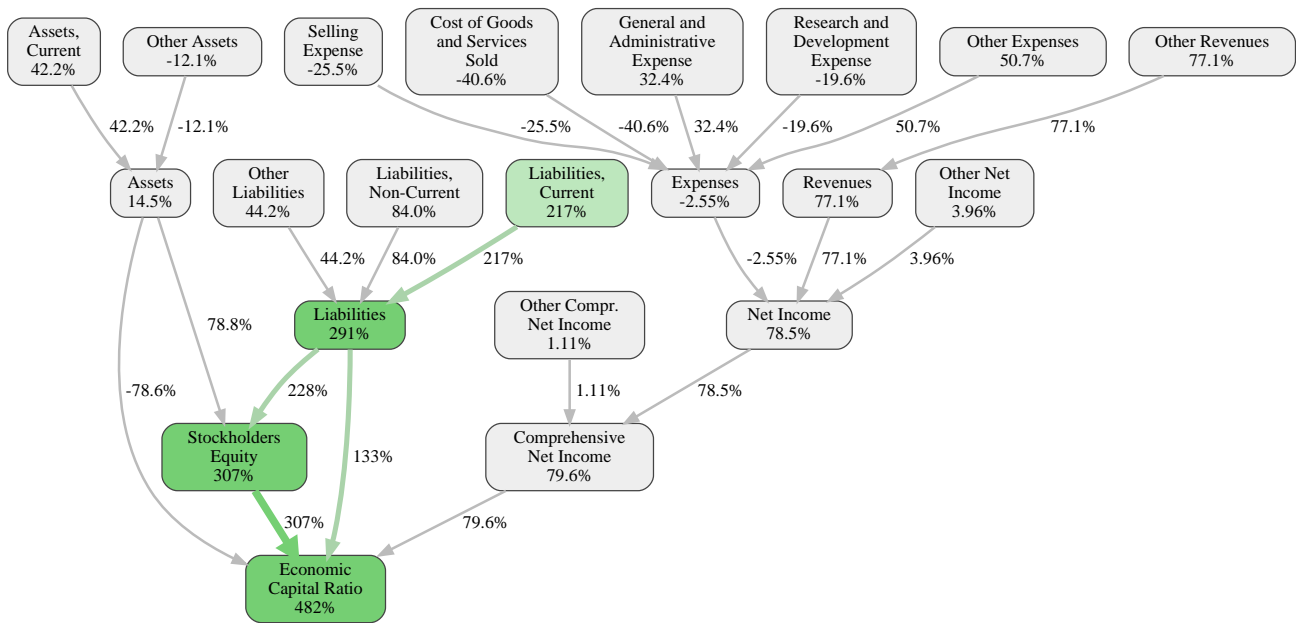 Assets,
Current
42.2%
Other Assets
-12.1%
Selling
Expense
-25.5%
Cost of Goods
and Services
Sold
-40.6%
General and
Administrative
Expense
32.4%
Research and
Development
Expense
-19.6%
Other Expenses
50.7%
Other Revenues
77.1%
42.2%
-12.1%
-25.5%
-40.6%
32.4%
-19.6%
50.7%
77.1%
Assets
14.5%
Other
Liabilities
44.2%
Liabilities,
Non-Current
84.0%
Liabilities,
Current
217%
Expenses
-2.55%
Revenues
77.1%
Other Net
Income
3.96%
44.2%
84.0%
217%
-2.55%
77.1%
3.96%
78.8%
Liabilities
291%
Other Compr.
Net Income
1.11%
Net Income
78.5%
-78.6%
228%
1.11%
78.5%
Stockholders
Equity
307%
133%
Comprehensive
Net Income
79.6%
307%
79.6%
Economic
Capital Ratio
482%